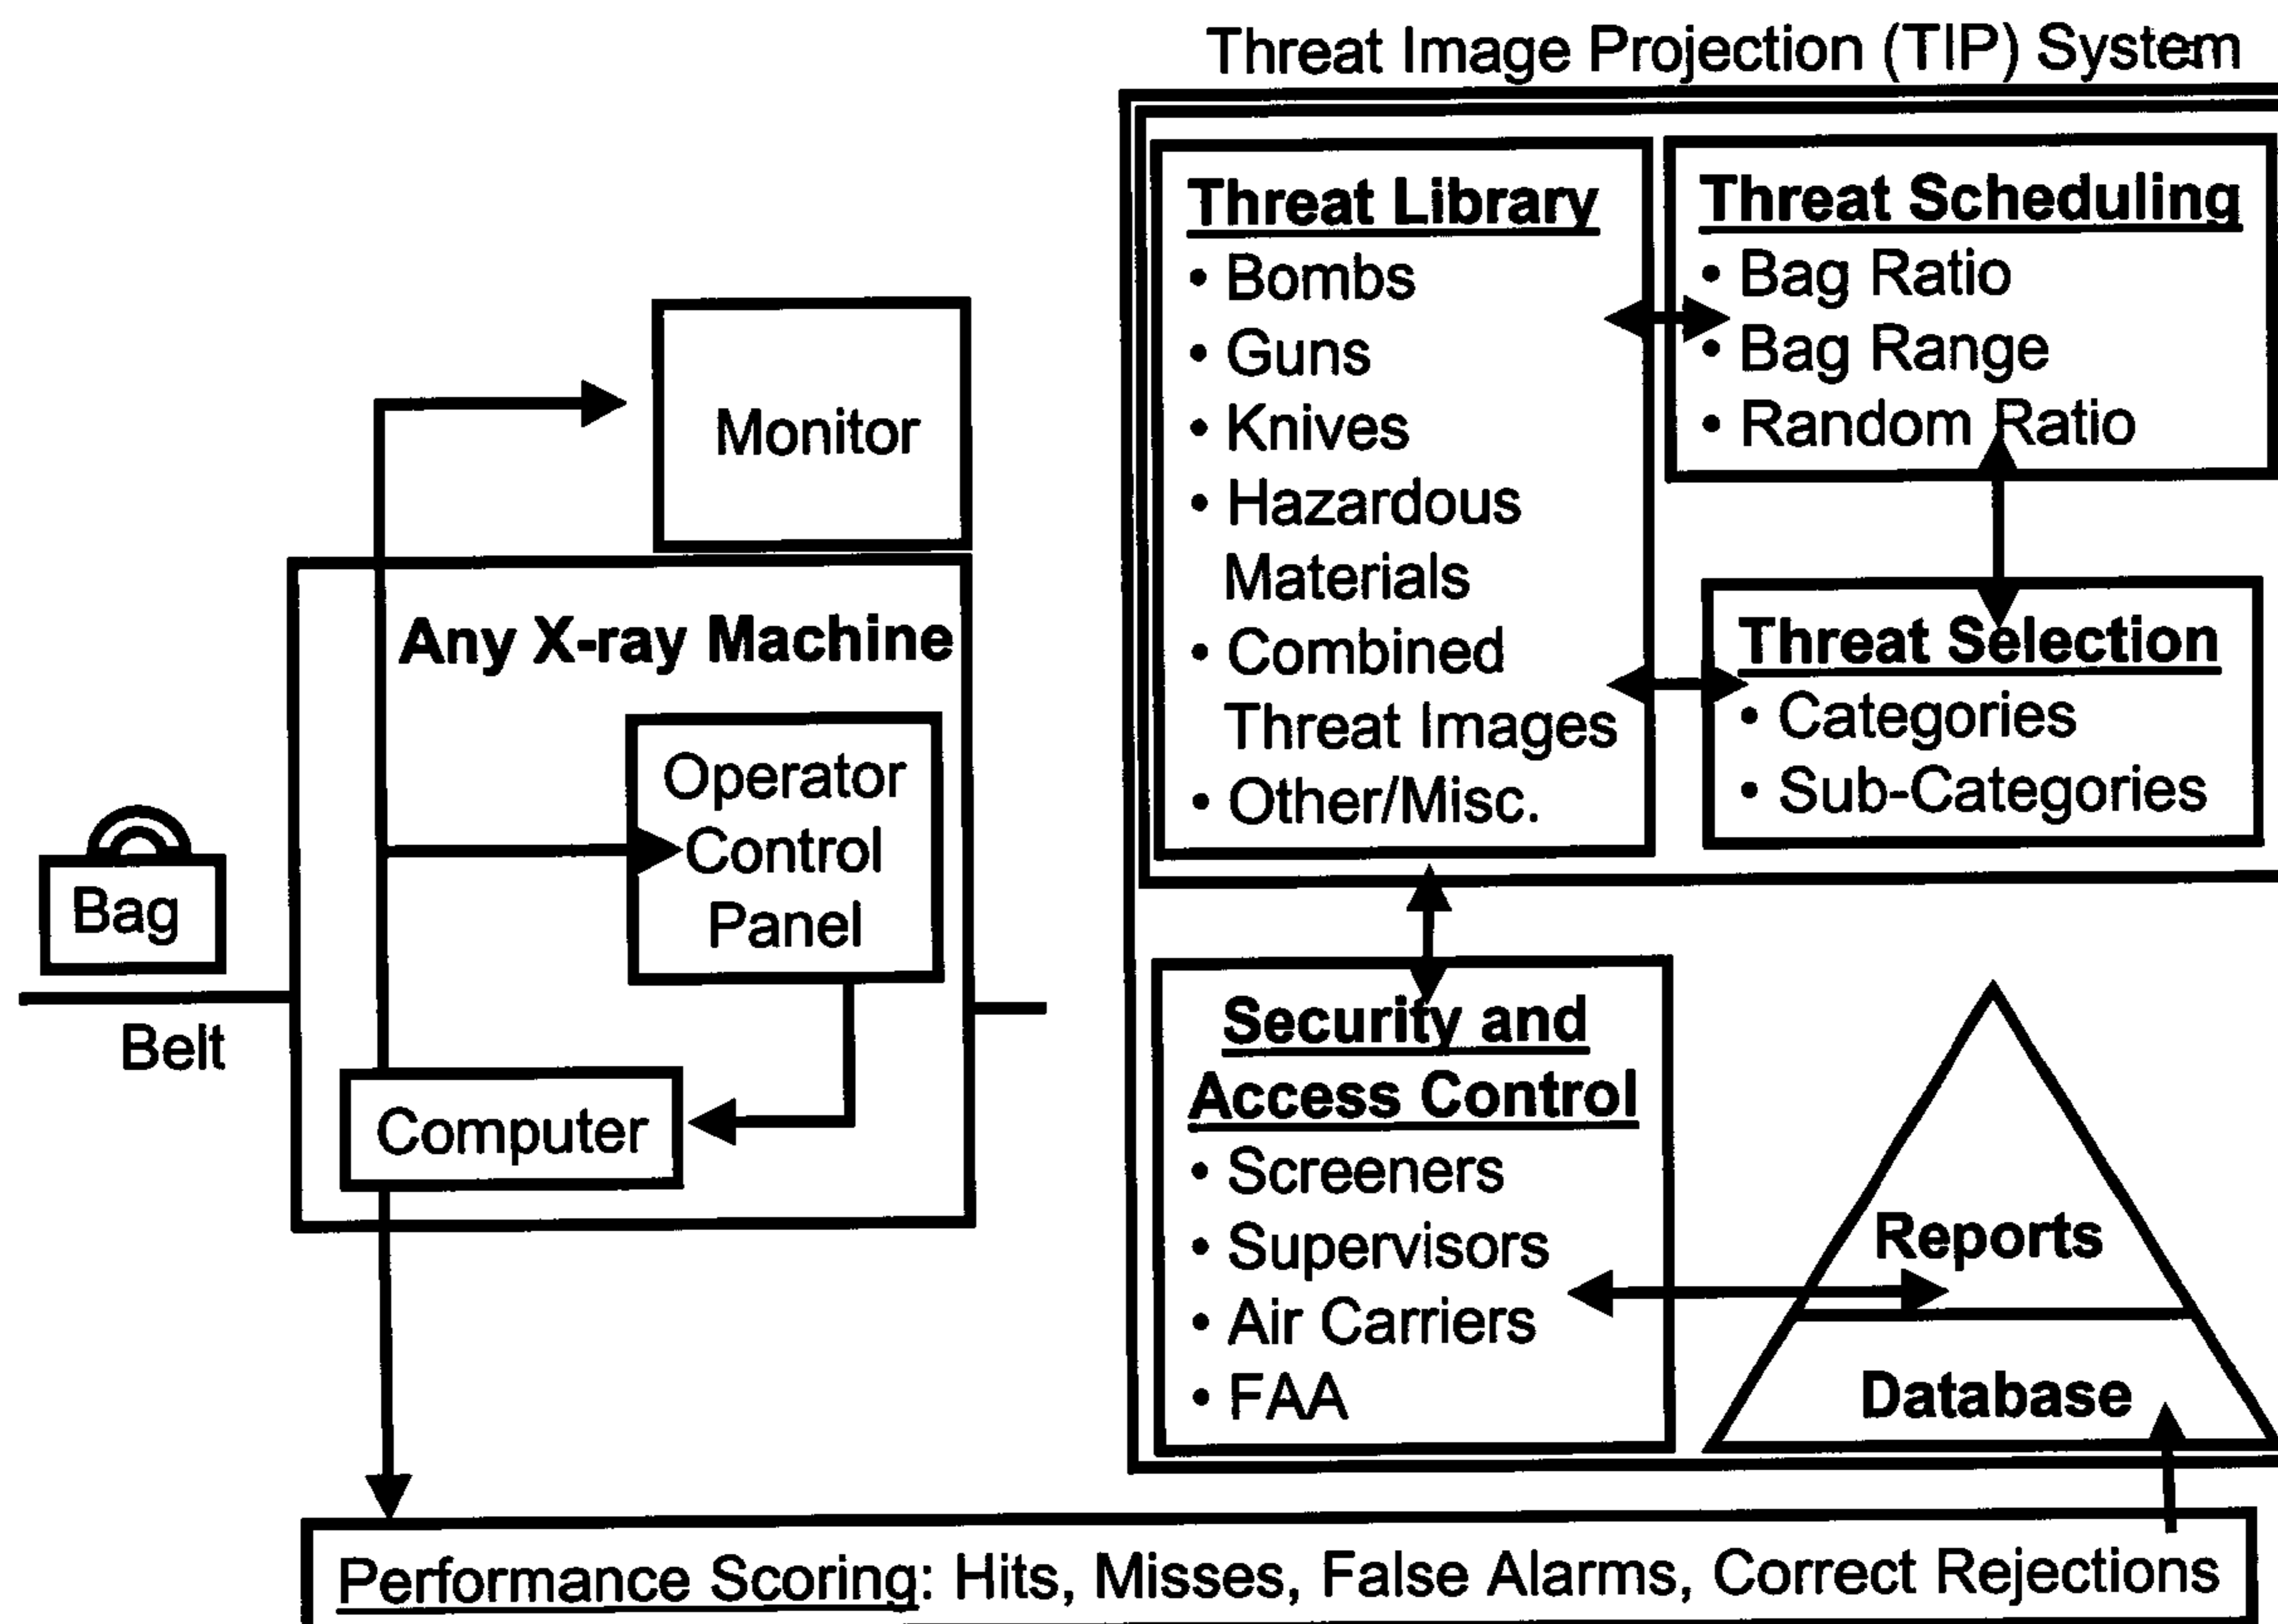 Threat Image Projection (TIP) System
Threat Library
• Bombs
• Guns
• Knives
• Hazardous
Materials
• Combined
Threat Images
• Other/Misc.
Threat Scheduling
• Bag Ratio
• Bag Range
• Random Ratio
Threat Selection
• Categories
• Sub-Categories
Monitor
Any X-ray Machine
Operator
Control
Panel
Bag
Belt
Computer
Security and
Access Control
• Screeners
• Supervisors
• Air Carriers
• FAA
Reports
Database
Performance Scoring: Hits, Misses, False Alarms, Correct Rejections